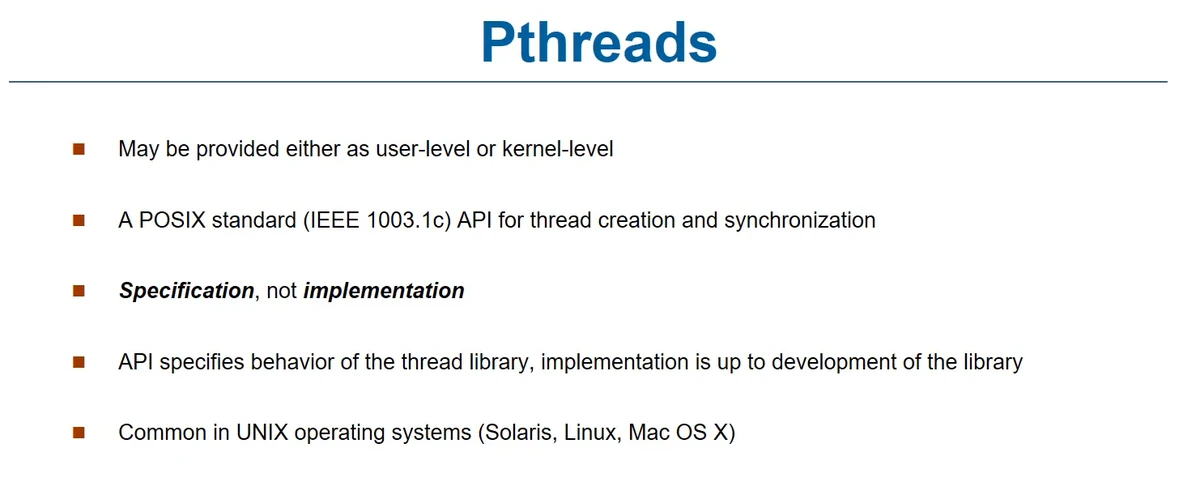 Pthreads
May be provided either as user-level or kernel-level
A POSIX standard (IEEE 1003.1c) API for thread creation and synchronization
Specification, not implementation
API specifies behavior of the thread library, implementation is up to development of the library
Common in UNIX operating systems (Solaris, Linux, Mac OS X)